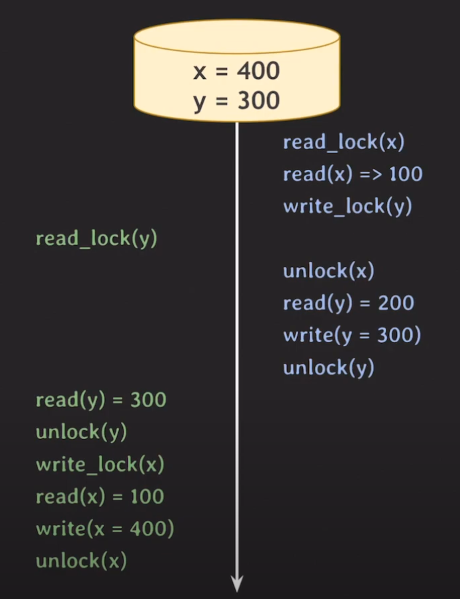 x = 400
y = 300
read_lock(x)
read(x) => 100
write_lock(y)
read_lock(y)
unlock(x)
read(y) = 200
write(y = 300)
unlock(y)
read(y) = 300
unlock(y)
write_lock(x)
read(x) = 100
write(x = 400)
unlock(x)